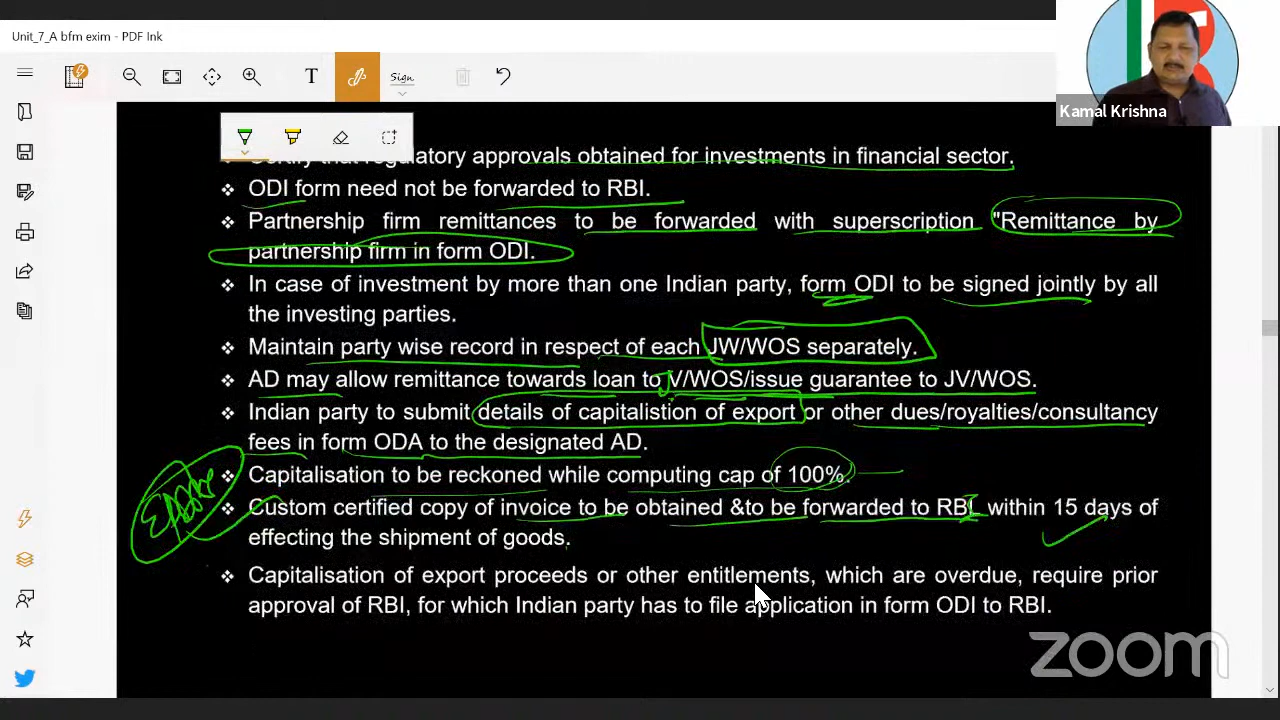 Unit_7_A bfm exim - PDF Ink
T
Sign
Kamal Krishna
Certify that regulatory approvals obtained for investments in financial sector.
❖ ODI form need not be forwarded to RBI.
❖ Partnership firm remittances to be forwarded with superscription "Remittance by
partnership firm in form ODI.
❖ In case of investment by more than one Indian party, form ODI to be signed jointly by all
the investing parties.
❖ Maintain party wise record in respect of each JW/WOS separately.
❖ AD may allow remittance towards loan to JV/WOS/issue guarantee to JV/WOS.
❖ Indian party to submit details of capitalistion of export or other dues/royalties/consultancy
fees in form ODA to the designated AD.
❖ Capitalisation to be reckoned while computing cap of 100%.
❖ Custom certified copy of invoice to be obtained &to be forwarded to RBI within 15 days of
effecting the shipment of goods.
❖ Capitalisation of export proceeds or other entitlements, which are overdue, require prior
approval of RBI, for which Indian party has to file application in form ODI to RBI.
zoom